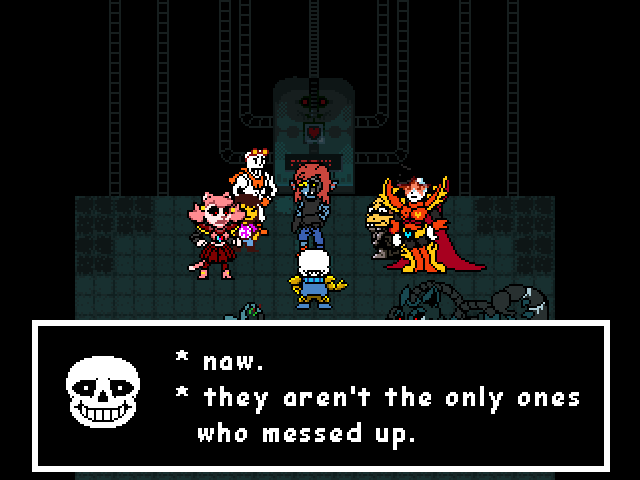 * naw.
* they aren't the only ones
who messed up.